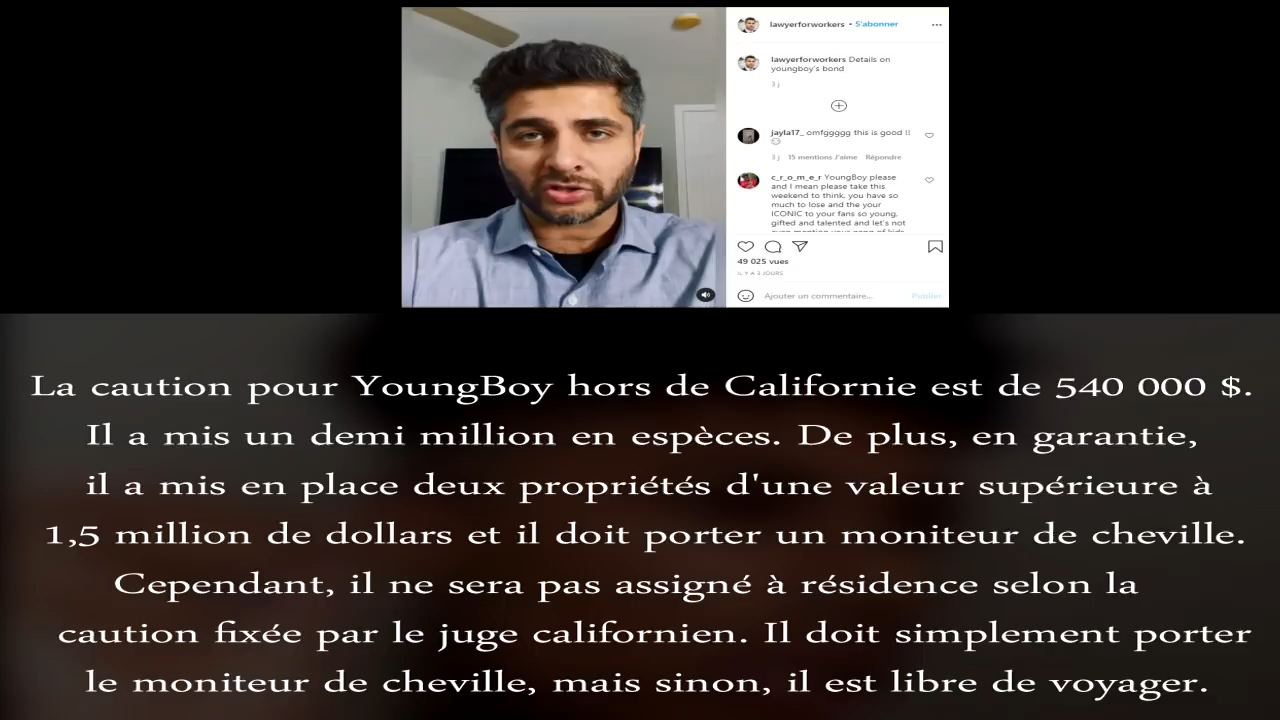 lawyerforworkers • S'abonner
lawyerforworkers Details on
youngboy's bond
3 j
jayla17_ omfggggg this is good !!
3 j 15 mentions J'aime Répondre
c_r_o_m_e_r YoungBoy please
and I mean please take this
weekend to think, you have so
much to lose and the your
ICONIC to your fans so young,
gifted and talented and let's not
49 025 vues
IL Y A 3 JOURS
Ajouter un commentaire... Publier
La caution pour YoungBoy hors de Californie est de 540 000 $.
Il a mis un demi million en espèces. De plus, en garantie,
il a mis en place deux propriétés d'une valeur supérieure à
1,5 million de dollars et il doit porter un moniteur de cheville.
Cependant, il ne sera pas assigné à résidence selon la
caution fixée par le juge californien. Il doit simplement porter
le moniteur de cheville, mais sinon, il est libre de voyager.